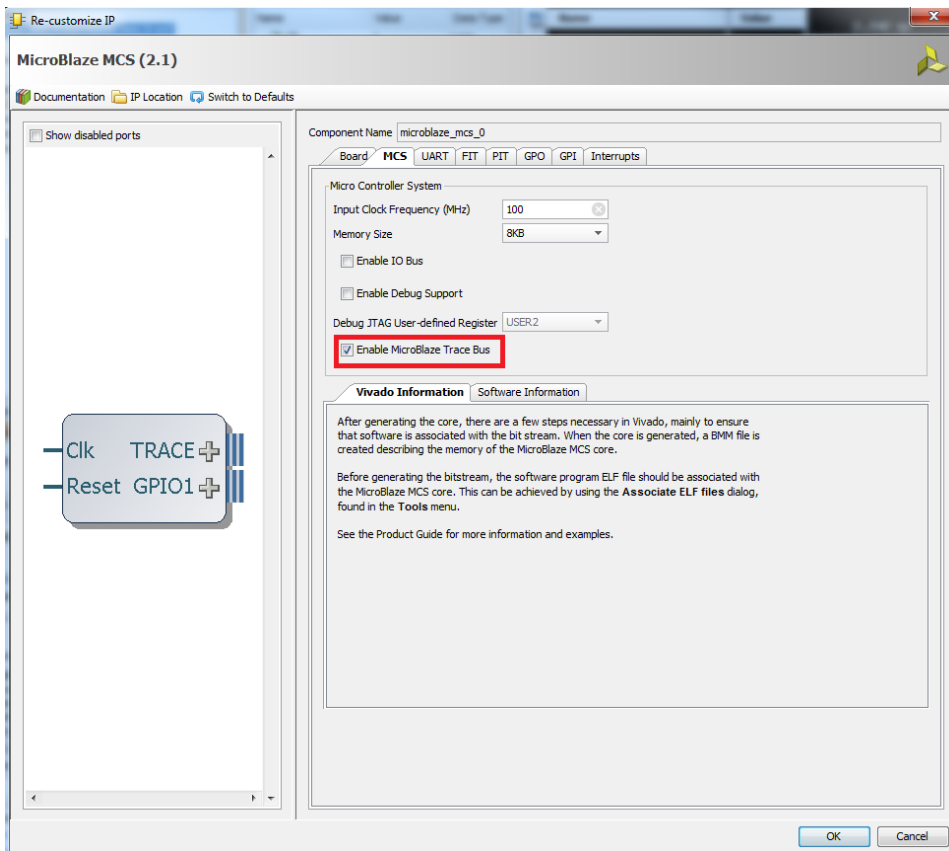 Re-customize IP
MicroBlaze MCS (2.1)
Documentation IP Location Switch to Defaults
Show disabled ports
Clk TRACE
Reset GPIO1
Component Name microblaze_mcs_0
Board MCS UART FIT PIT GPO GPI Interrupts
Micro Controller System
Input Clock Frequency (MHz) 100
Memory Size 8KB
Enable IO Bus
Enable Debug Support
Debug JTAG User-defined Register USER2
Enable MicroBlaze Trace Bus
Vivado Information Software Information
After generating the core, there are a few steps necessary in Vivado, mainly to ensure
that software is associated with the bit stream. When the core is generated, a BMM file is
created describing the memory of the MicroBlaze MCS core.
Before generating the bitstream, the software program ELF file should be associated with
the MicroBlaze MCS core. This can be achieved by using the Associate ELF files dialog,
found in the Tools menu.
See the Product Guide for more information and examples.
OK Cancel